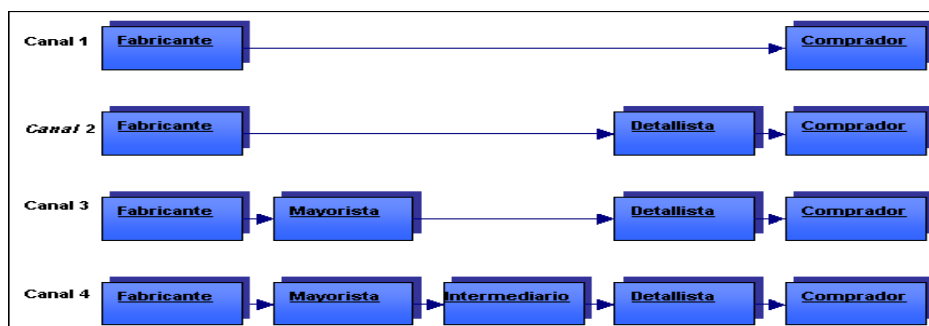 Canal 1 Fabricante Comprador
Canal 2 Fabricante Detallista Comprador
Canal 3 Fabricante Mayorista Detallista Comprador
Canal 4 Fabricante Mayorista Intermediario Detallista Comprador